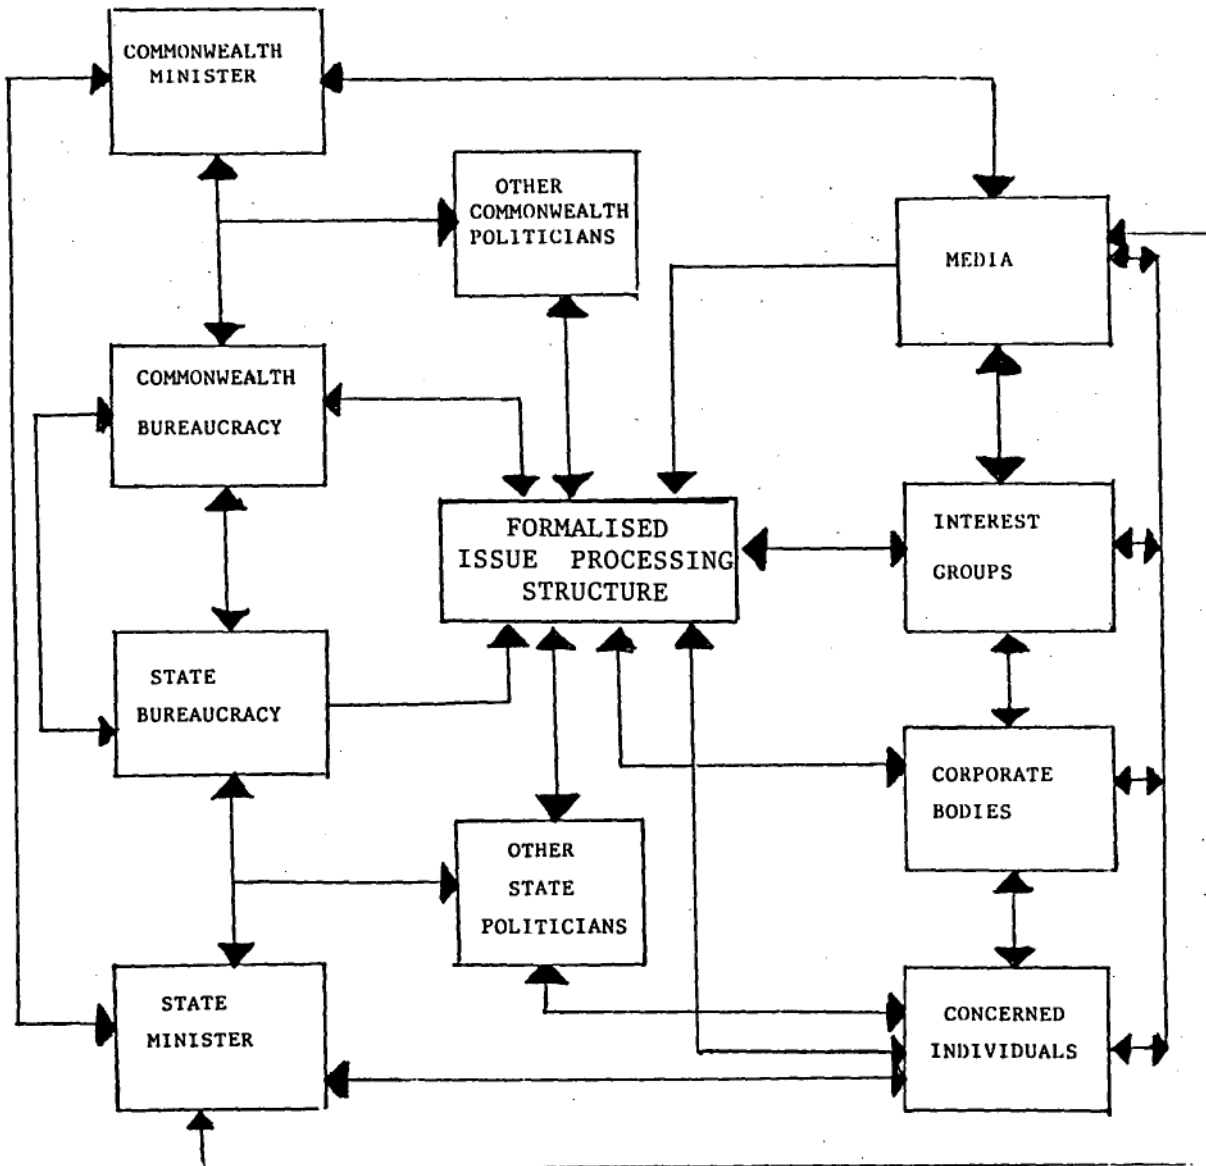 COMMONWEALTH
MINISTER
OTHER
COMMONWEALTH
POLITICIANS
MEDIA
COMMONWEALTH
BUREAUCRACY
FORMALISED
ISSUE PROCESSING
STRUCTURE
INTEREST
GROUPS
STATE
BUREAUCRACY
CORPORATE
BODIES
OTHER
STATE
POLITICIANS
STATE
MINISTER
CONCERNED
INDIVIDUALS